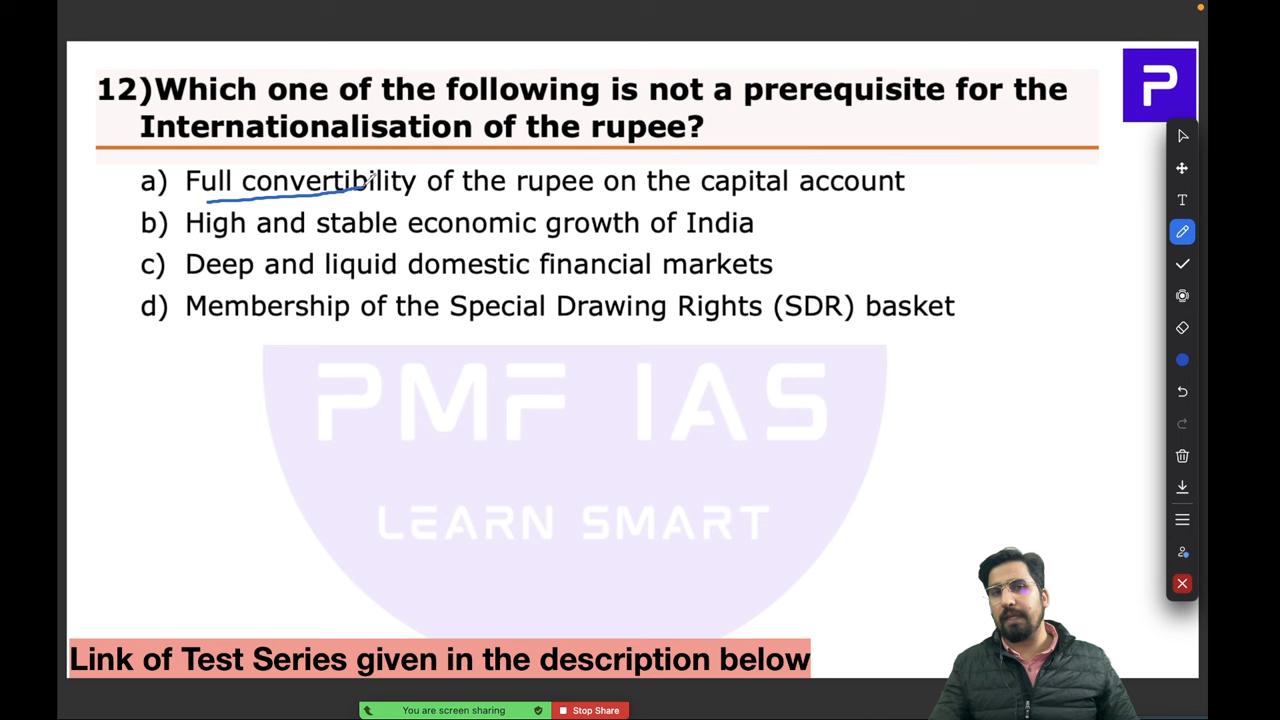 12)Which one of the following is not a prerequisite for the
Internationalisation of the rupee?
P
a) Full convertibility of the rupee on the capital account
b) High and stable economic growth of India
c) Deep and liquid domestic financial markets
d) Membership of the Special Drawing Rights (SDR) basket
PMF IAS
LEARN SMART
Link of Test Series given in the description below
You are screen sharing
Stop Share
T